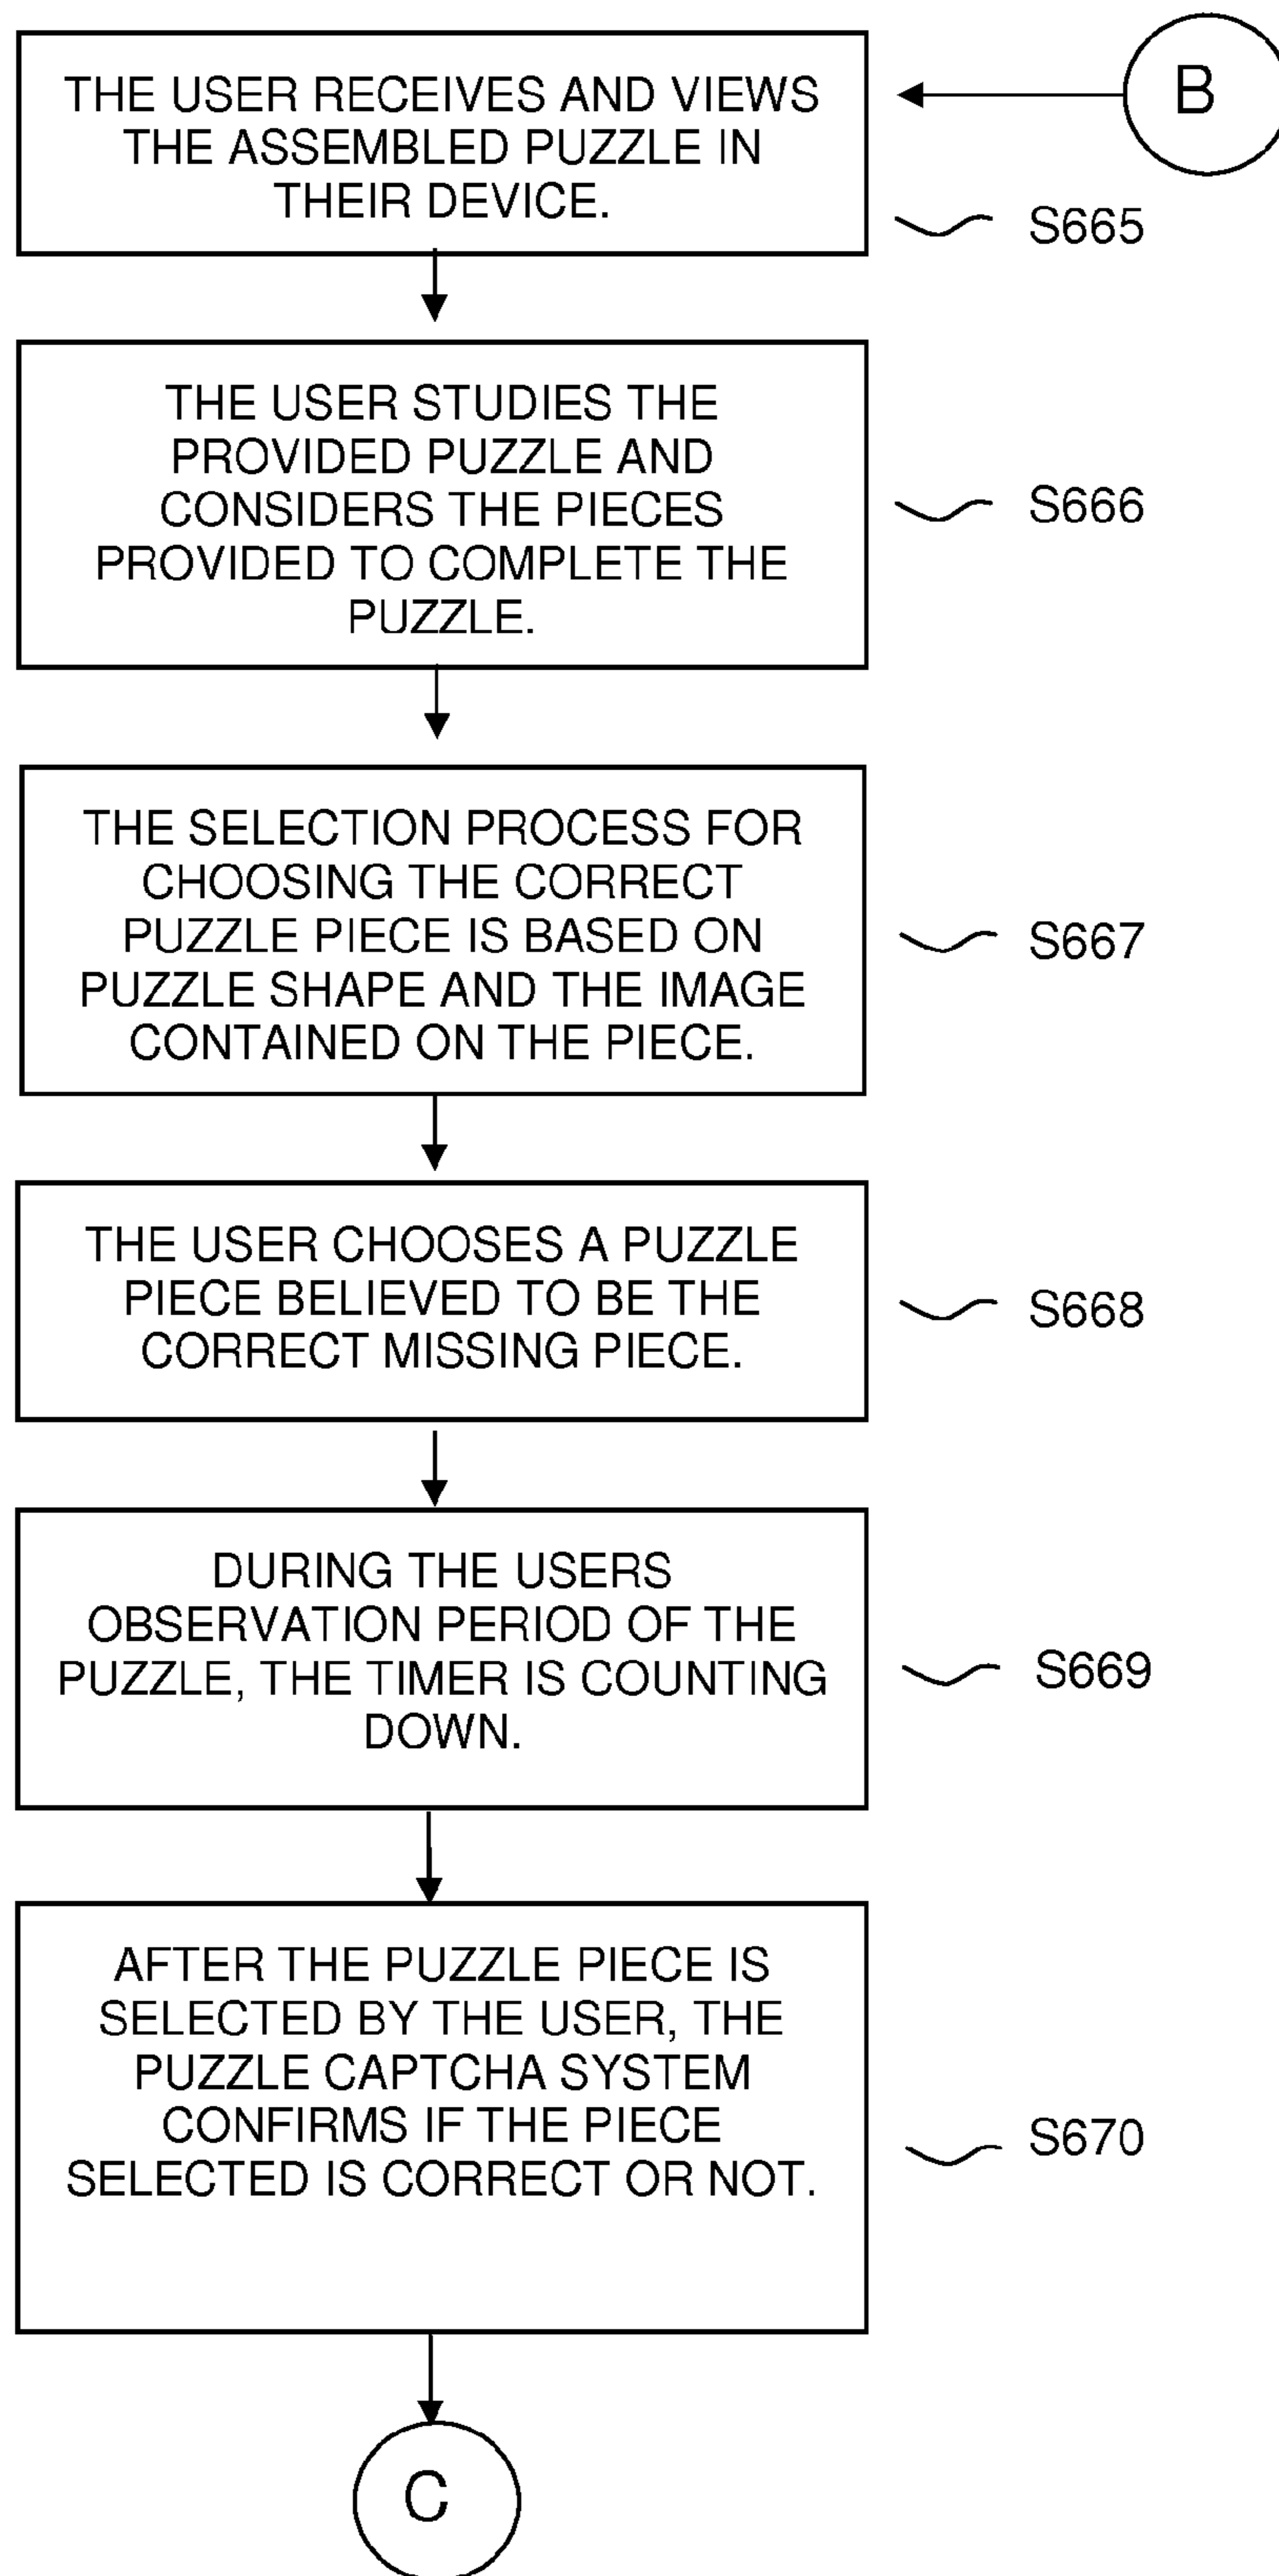 B
THE USER RECEIVES AND VIEWS
THE ASSEMBLED PUZZLE IN
THEIR DEVICE.
S665
THE USER STUDIES THE
PROVIDED PUZZLE AND
CONSIDERS THE PIECES
PROVIDED TO COMPLETE THE
PUZZLE.
S666
THE SELECTION PROCESS FOR
CHOOSING THE CORRECT
PUZZLE PIECE IS BASED ON
PUZZLE SHAPE AND THE IMAGE
CONTAINED ON THE PIECE.
S667
THE USER CHOOSES A PUZZLE
PIECE BELIEVED TO BE THE
CORRECT MISSING PIECE.
S668
DURING THE USERS
OBSERVATION PERIOD OF THE
PUZZLE, THE TIMER IS COUNTING
DOWN.
S669
AFTER THE PUZZLE PIECE IS
SELECTED BY THE USER, THE
PUZZLE CAPTCHA SYSTEM
CONFIRMS IF THE PIECE
SELECTED IS CORRECT OR NOT.
S670
C